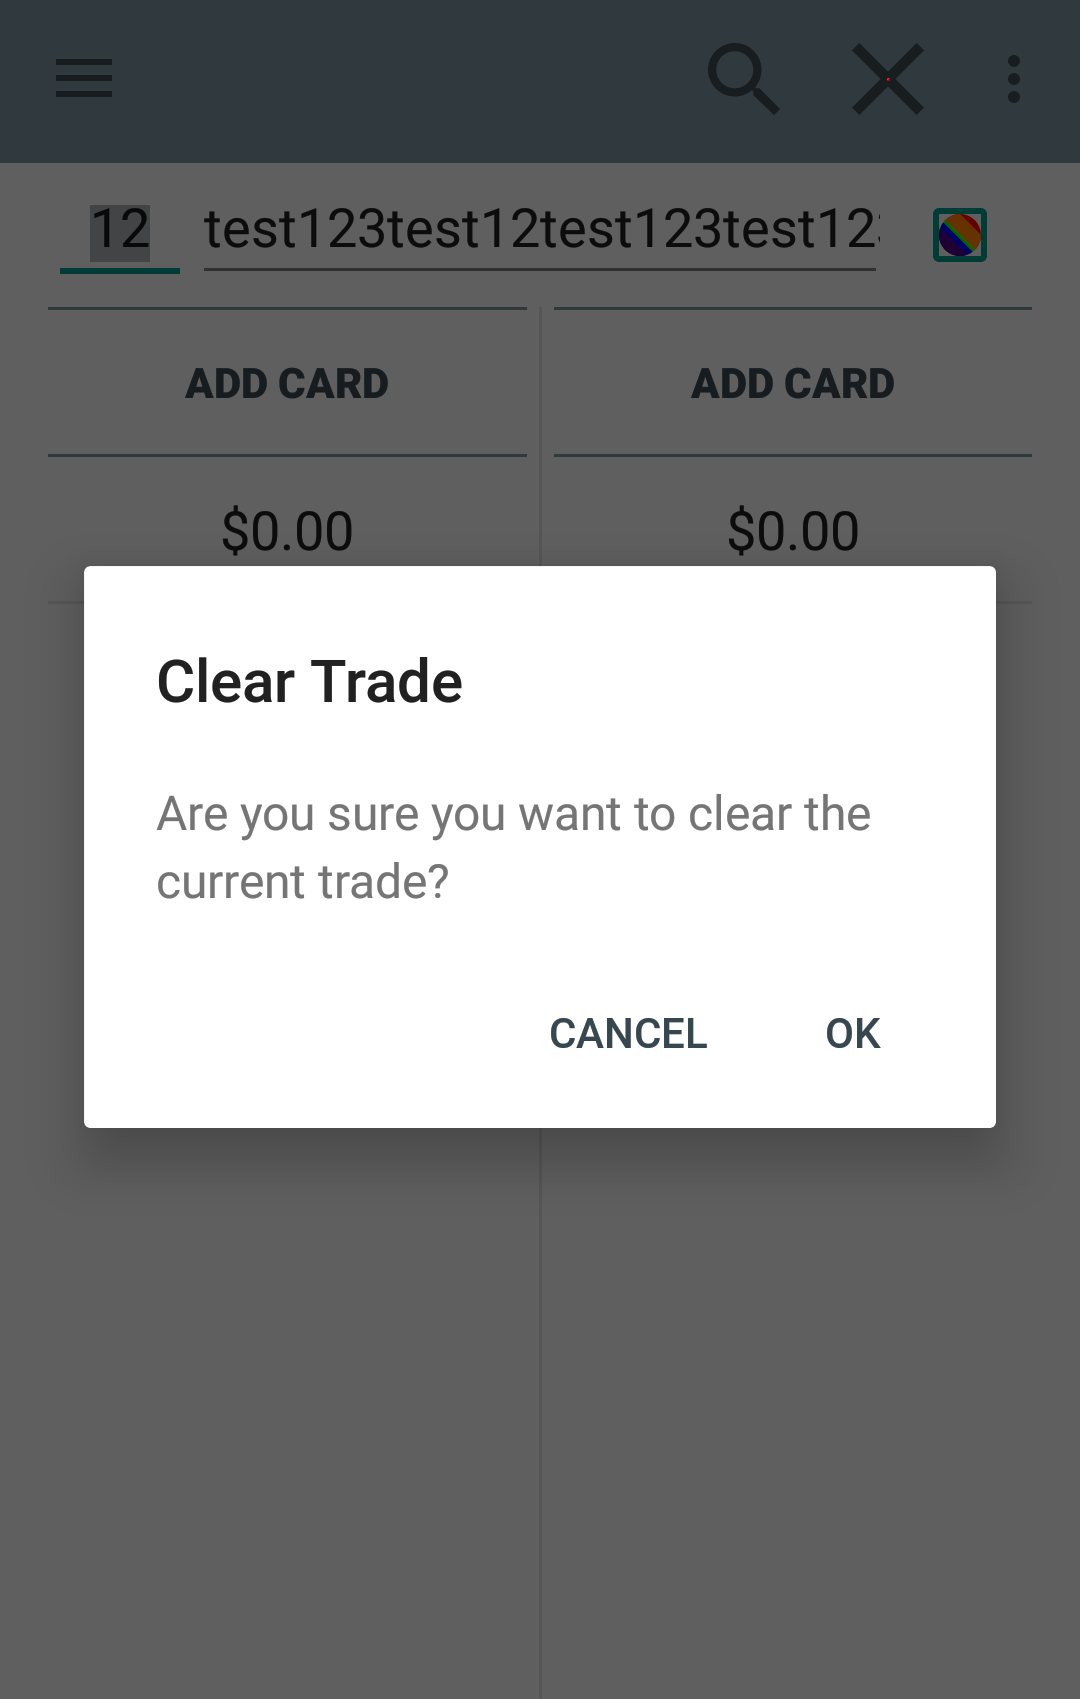 12 test123test12test123test12
ADD CARD ADD CARD
$0.00 $0.00
Clear Trade
Are you sure you want to clear the
current trade?
CANCEL OK